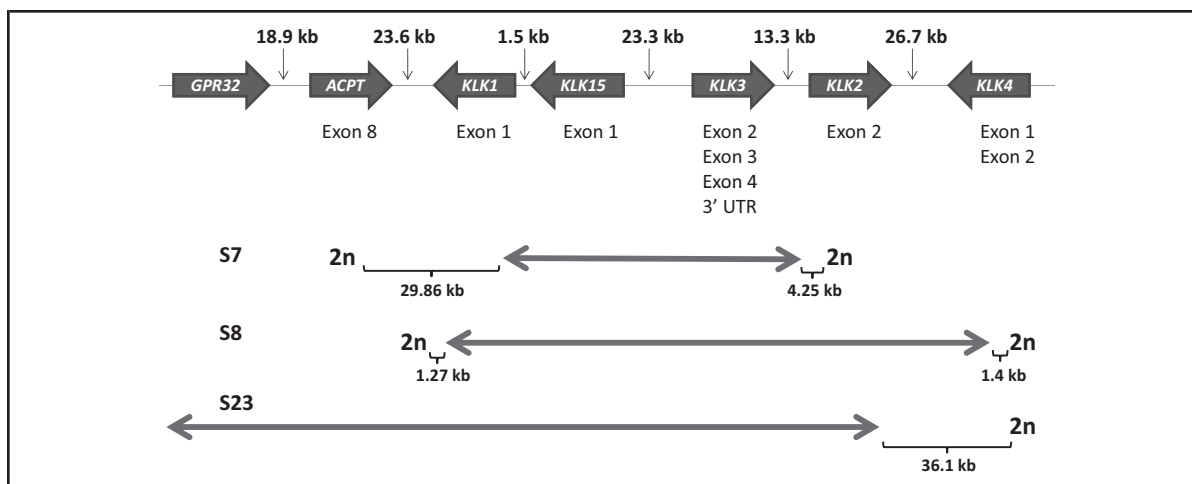 18.9 kb 23.6 kb 1.5 kb 23.3 kb 13.3 kb 26.7 kb
GPR32 ACPT KLK1 KLK15 KLK3 KLK2 KLK4
Exon 8 Exon 1 Exon 1 Exon 2 Exon 2 Exon 1
Exon 3 Exon 2
Exon 4
3’ UTR
S7 2n 2n
29.86 kb 4.25 kb
S8 2n 2n
1.27 kb 1.4 kb
S23
2n
36.1 kb